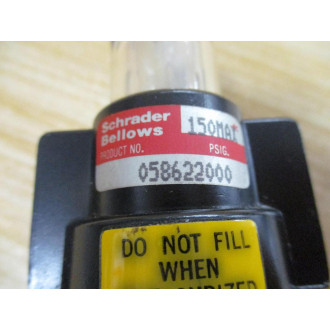 Schrader 150MAX
Bellows
PRODUCT NO. PSIG.
058622000
DO NOT FILL
WHEN